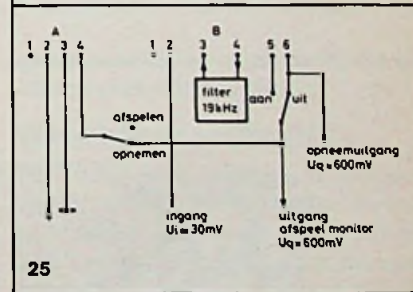 A B
1 2 3 4 1 2 3 4 5 6
filter
19kHz
aan
uit
afspelen
opnemen
opneemuitgang
Uq = 600mV
ingang
Ui = 30mV
uitgang
afspeel monitor
Uq = 600mV
25